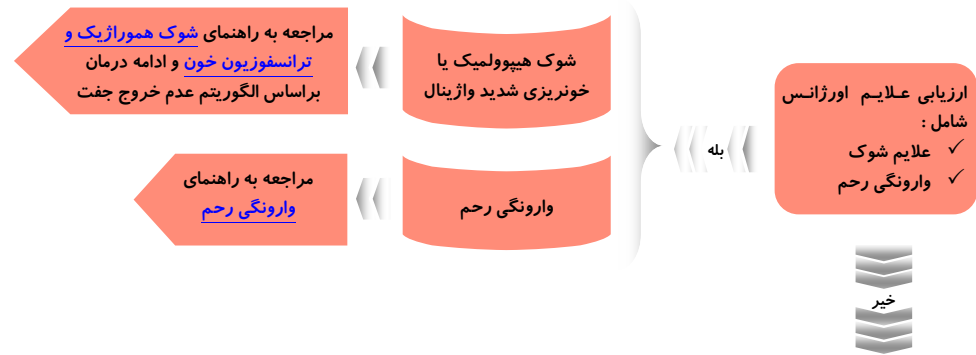 ارزیابی علایم اورژانس
شامل :
✓ علایم شوک
✓ وارونگی رحم
بله
شوک هیپوولمیک یا
خونریزی شدید واژینال
مراجعه به راهنمای شوک هموراژیک و
ترانسفوزیون خون و ادامه درمان
براساس الگوریتم عدم خروج جفت
وارونگی رحم
مراجعه به راهنمای
وارونگی رحم
خیر